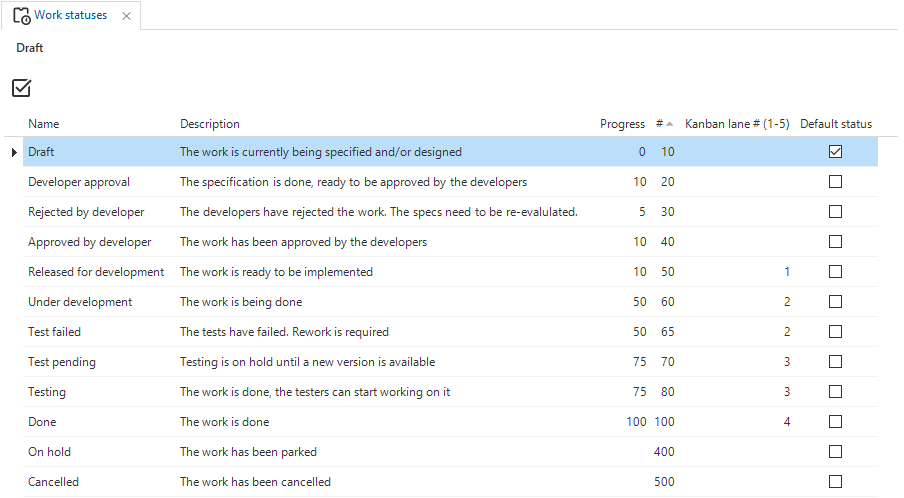 Work statuses
Draft
Name Description Progress # Kanban lane # (1-5) Default status
Draft The work is currently being specified and/or designed 0 10
Developer approval The specification is done, ready to be approved by the developers 10 20
Rejected by developer The developers have rejected the work. The specs need to be re-evalulated. 5 30
Approved by developer The work has been approved by the developers 10 40
Released for development The work is ready to be implemented 10 50 1
Under development The work is being done 50 60 2
Test failed The tests have failed. Rework is required 50 65 2
Test pending Testing is on hold until a new version is available 75 70 3
Testing The work is done, the testers can start working on it 75 80 3
Done The work is done 100 100 4
On hold The work has been parked 400
Cancelled The work has been cancelled 500